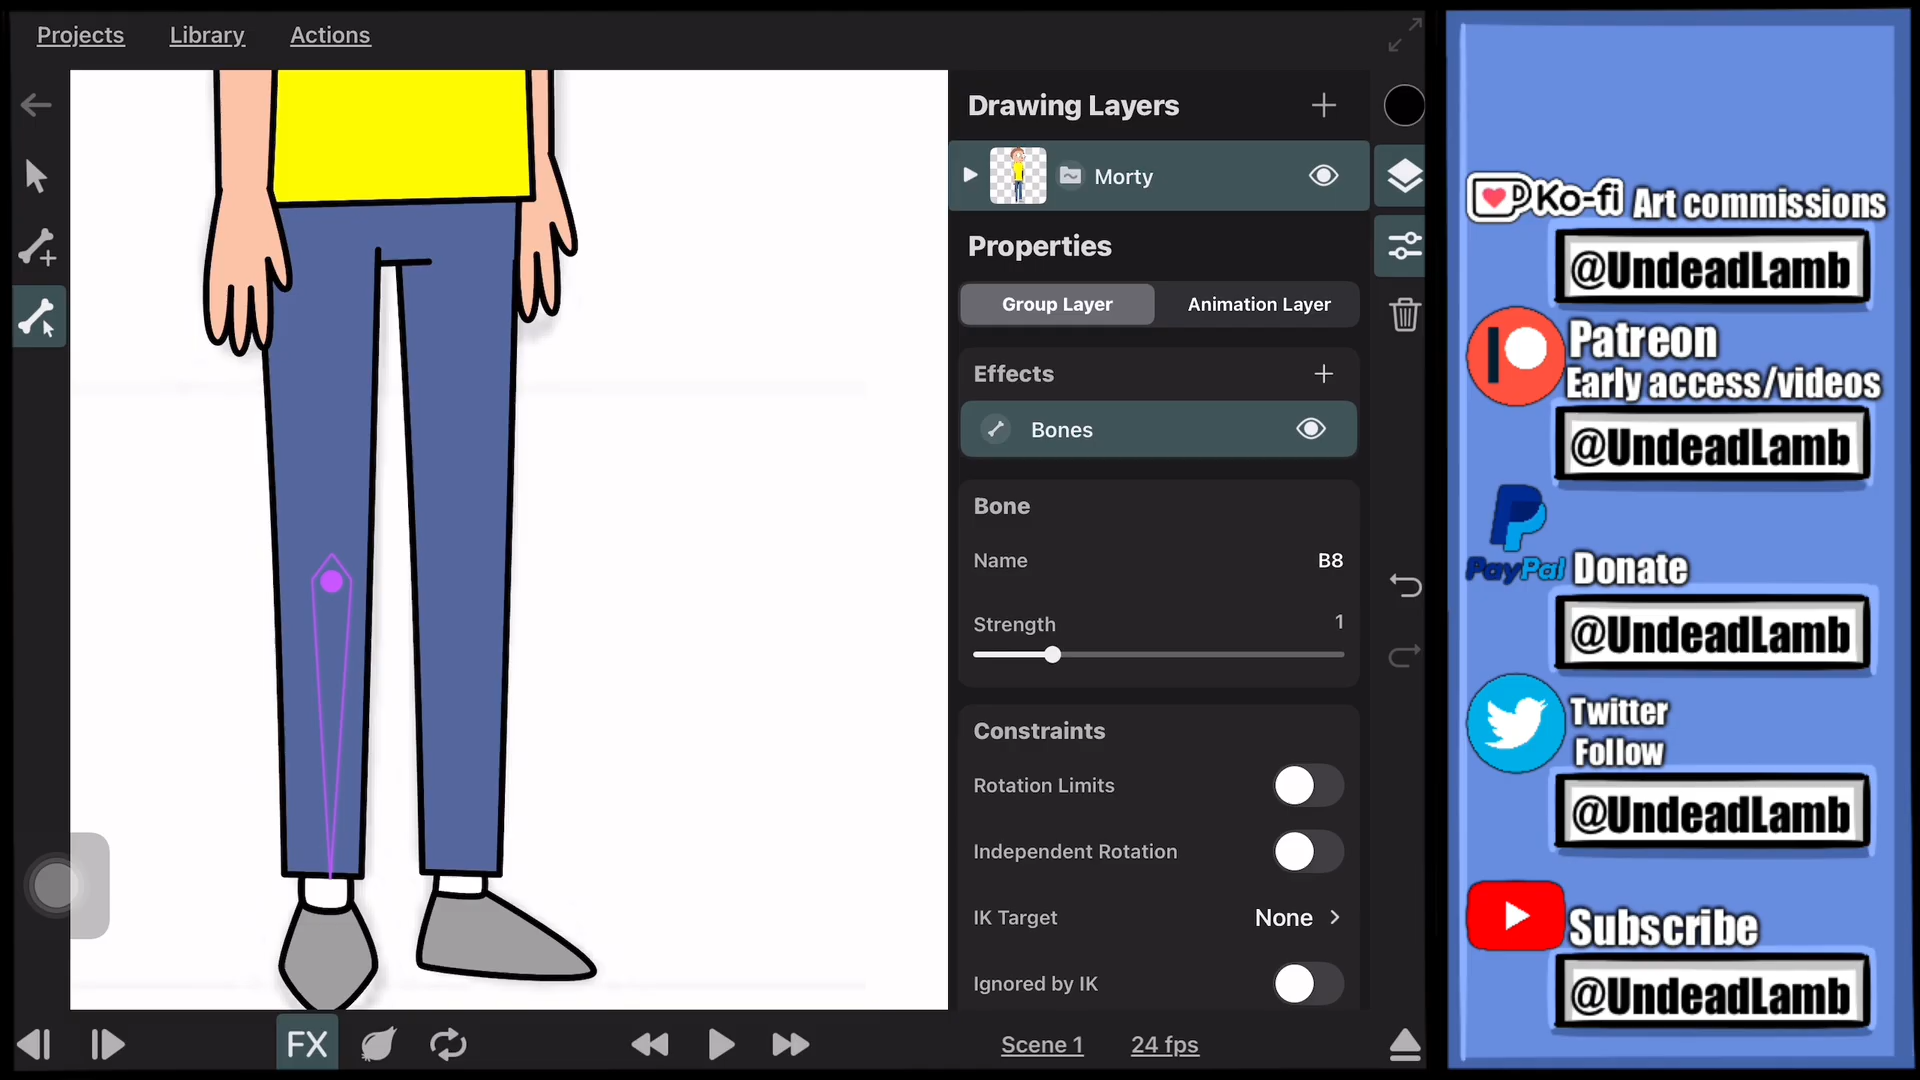 Projects
Library
Actions
Drawing Layers
Morty
Properties
Group Layer
Animation Layer
Effects
Bones
Bone
Name
B8
Strength
1
Constraints
Rotation Limits
Independent Rotation
IK Target
None
Ignored by IK
FX
Scene 1
24 fps
Ko-fi Art commissions
@UndeadLamb
Patreon
Early access/videos
@UndeadLamb
PayPal Donate
@UndeadLamb
Twitter
Follow
@UndeadLamb
Subscribe
@UndeadLamb